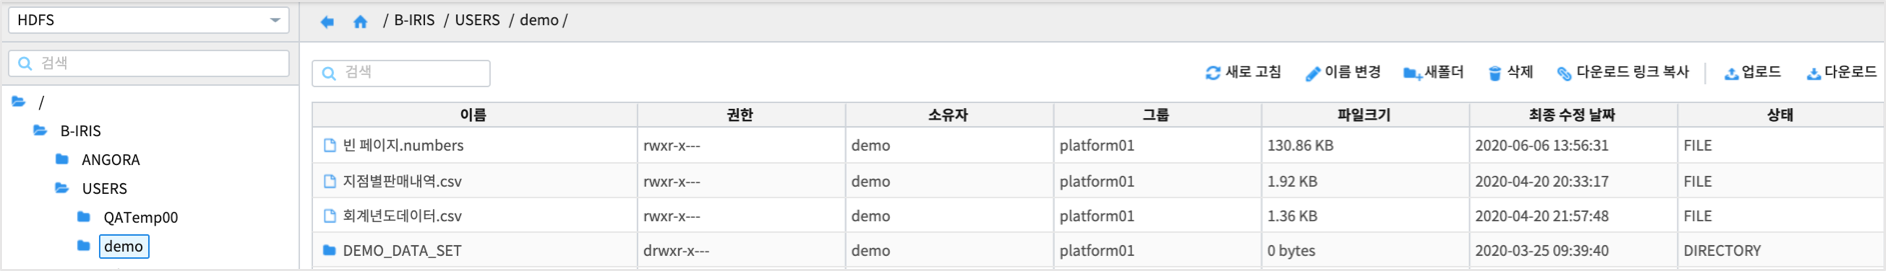 HDFS
/ B-IRIS / USERS / demo /
검색
검색
새로 고침 이름 변경 새폴더 삭제 다운로드 링크 복사 업로드 다운로드
/
B-IRIS
ANGORA
USERS
QATemp00
demo
이름 권한 소유자 그룹 파일크기 최종 수정 날짜 상태
빈 페이지.numbers rwxr-x--- demo platform01 130.86 KB 2020-06-06 13:56:31 FILE
지점별판매내역.csv rwxr-x--- demo platform01 1.92 KB 2020-04-20 20:33:17 FILE
회계년도데이터.csv rwxr-x--- demo platform01 1.36 KB 2020-04-20 21:57:48 FILE
DEMO_DATA_SET drwxr-x--- demo platform01 0 bytes 2020-03-25 09:39:40 DIRECTORY